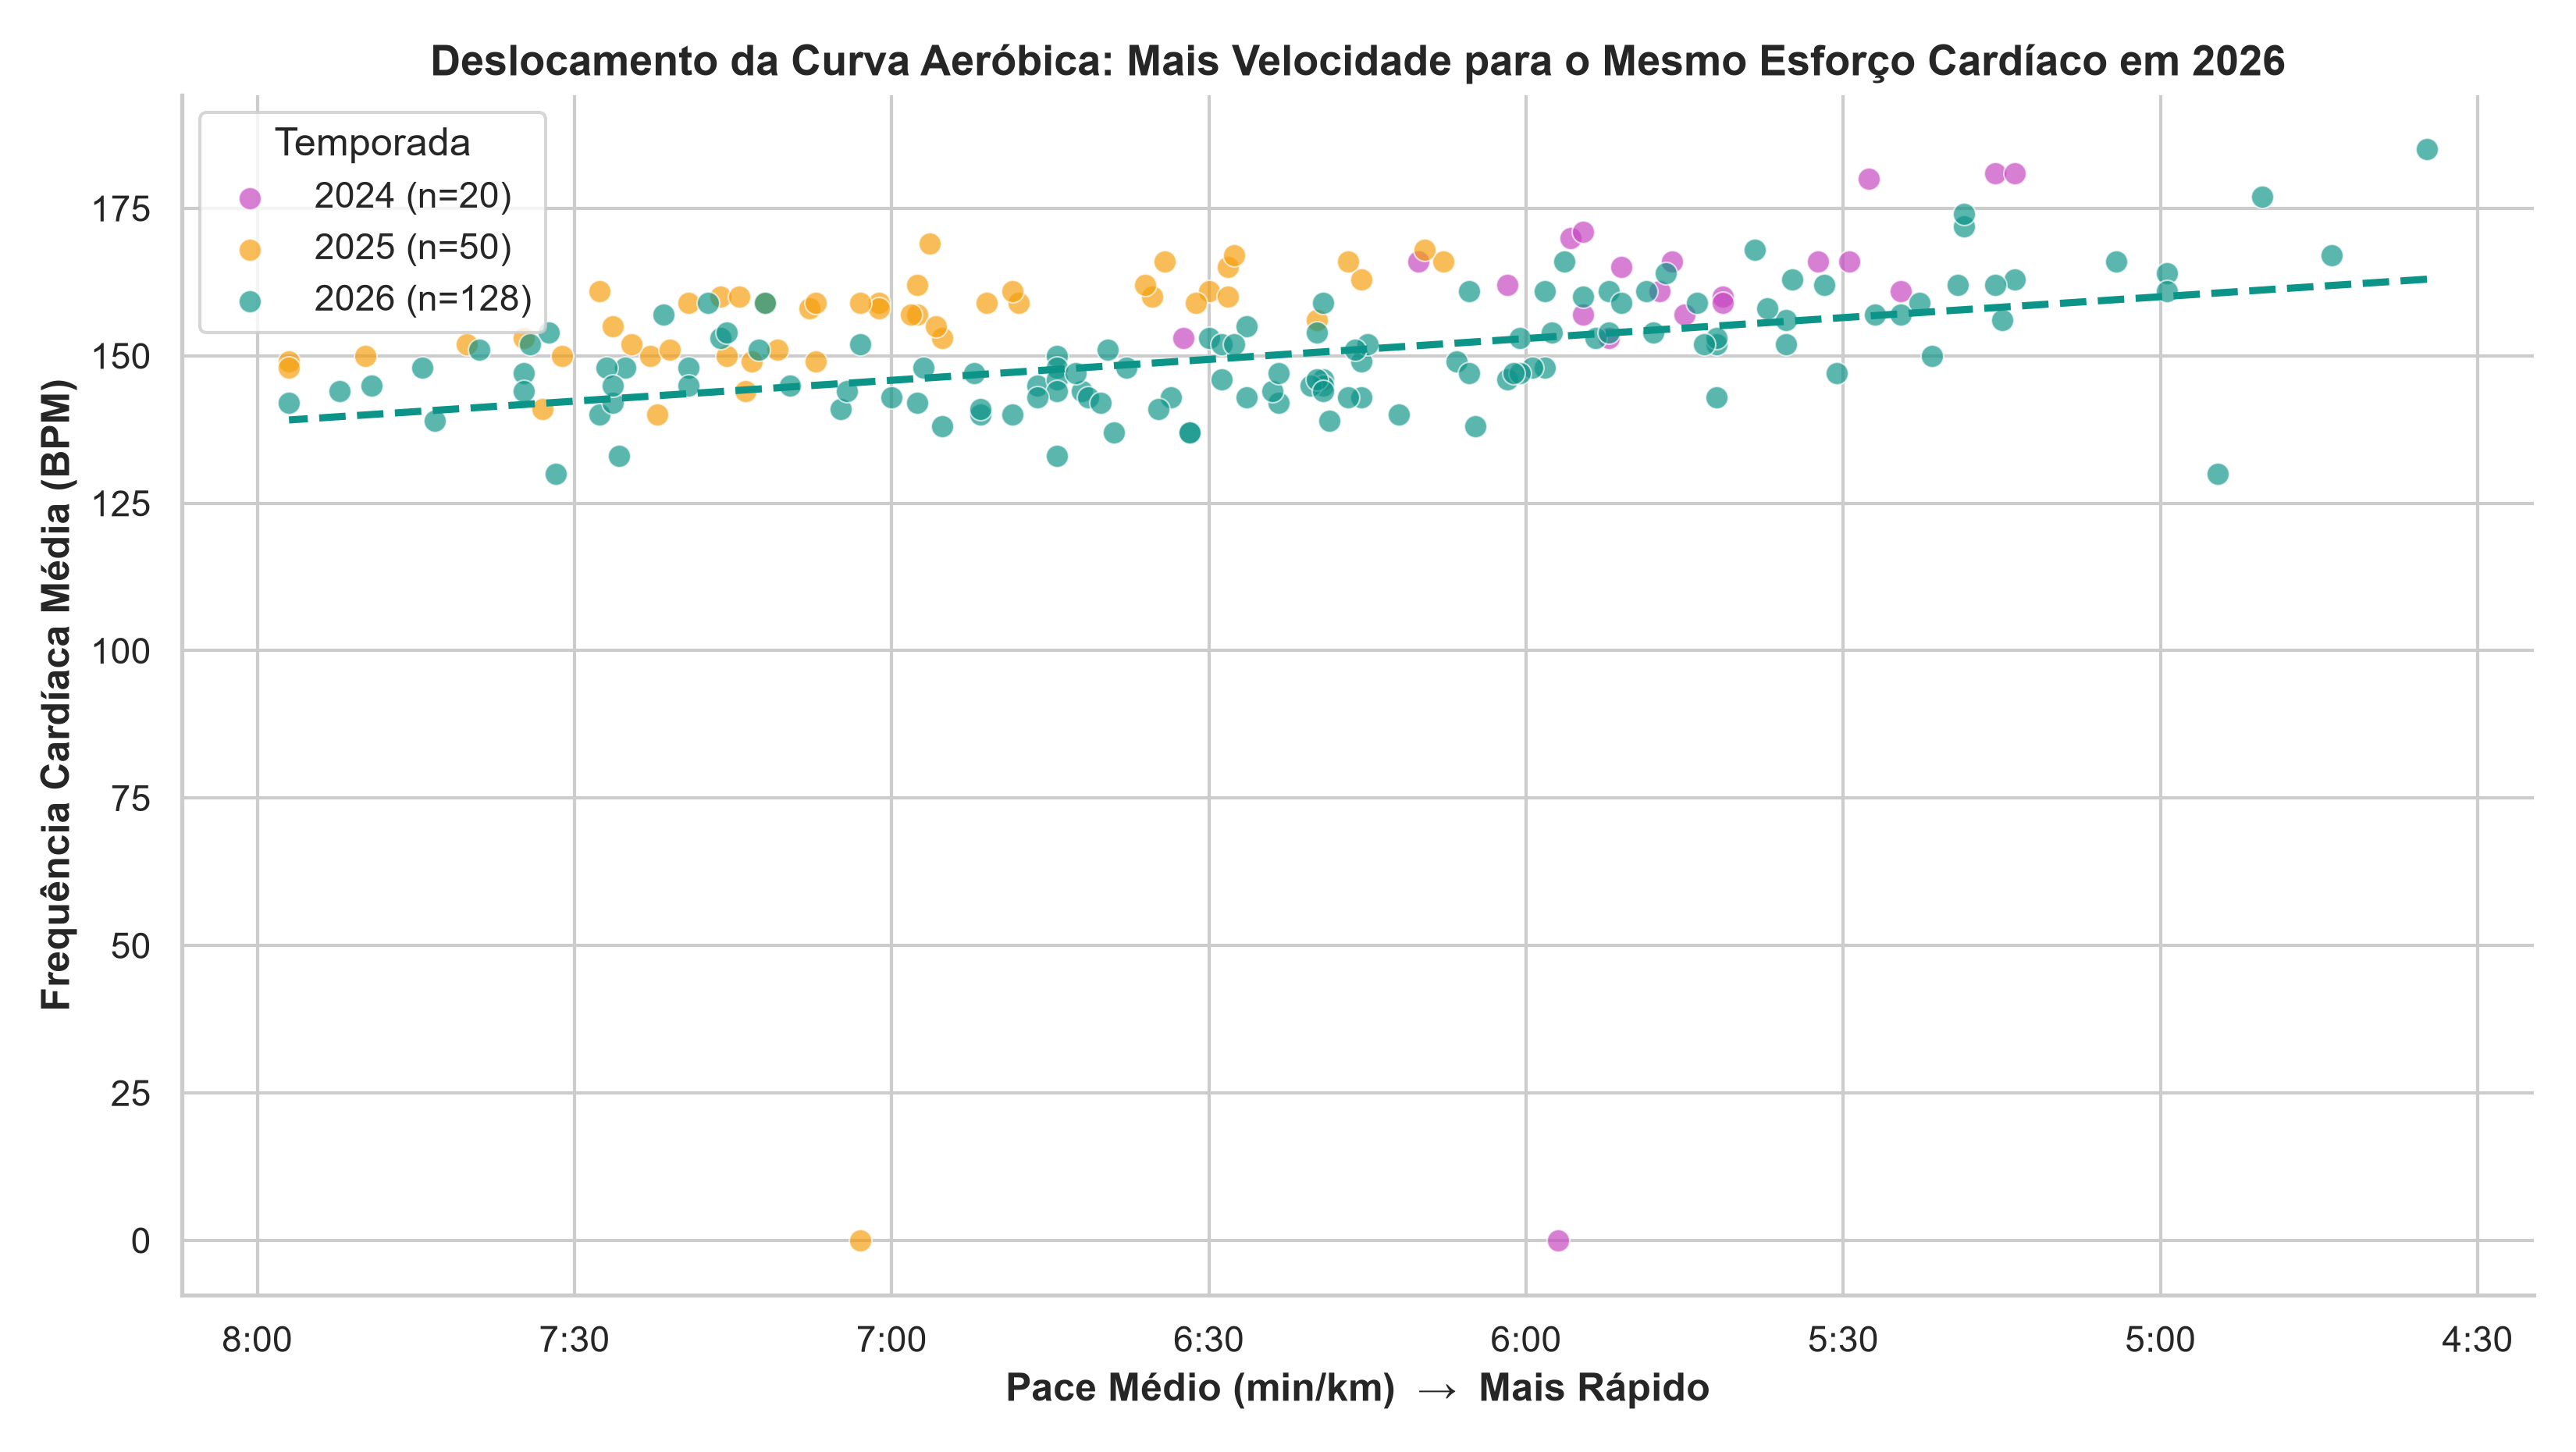 Deslocamento da Curva Aeróbica: Mais Velocidade para o Mesmo Esforço Cardíaco em 2026
Temporada
2024 (n=20)
2025 (n=50)
2026 (n=128)
Frequência Cardíaca Média (BPM)
175
150
125
100
75
50
25
0
8:00 7:30 7:00 6:30 6:00 5:30 5:00 4:30
Pace Médio (min/km) → Mais Rápido